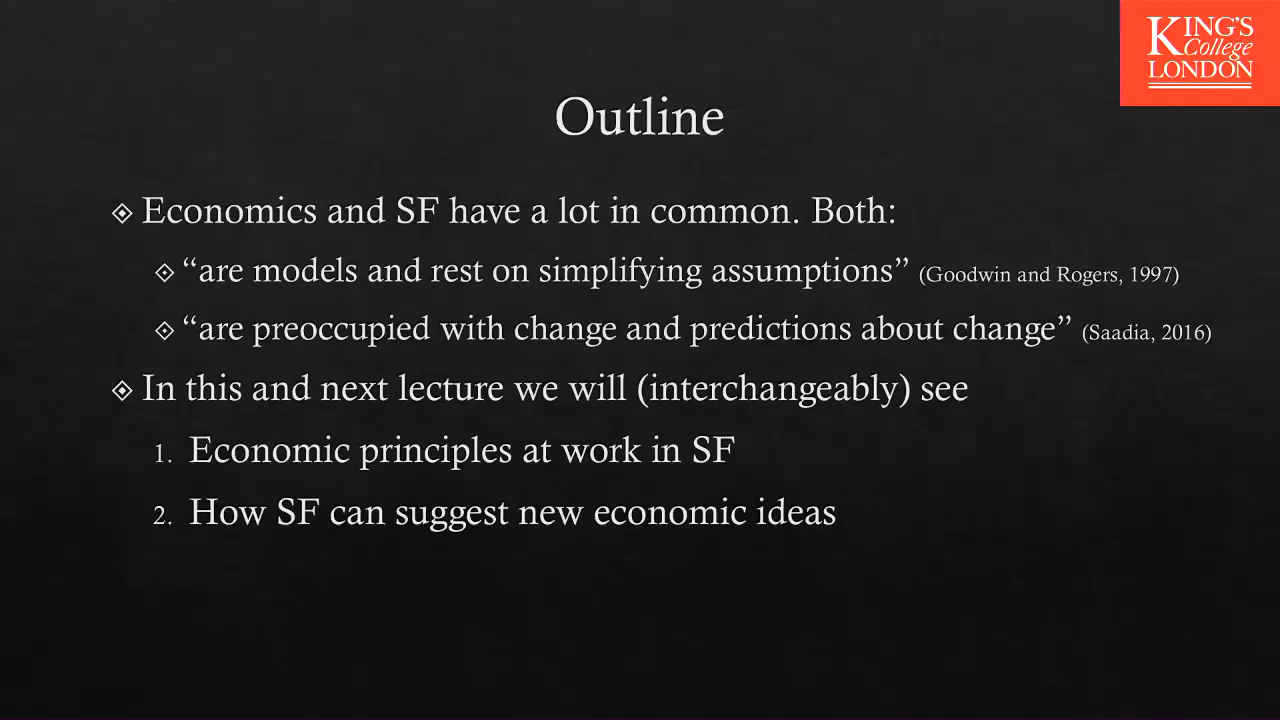 KING'S
College
LONDON
Outline
Economics and SF have a lot in common. Both:
“are models and rest on simplifying assumptions” (Goodwin and Rogers, 1997)
“are preoccupied with change and predictions about change” (Saadia, 2016)
In this and next lecture we will (interchangeably) see
1. Economic principles at work in SF
2. How SF can suggest new economic ideas